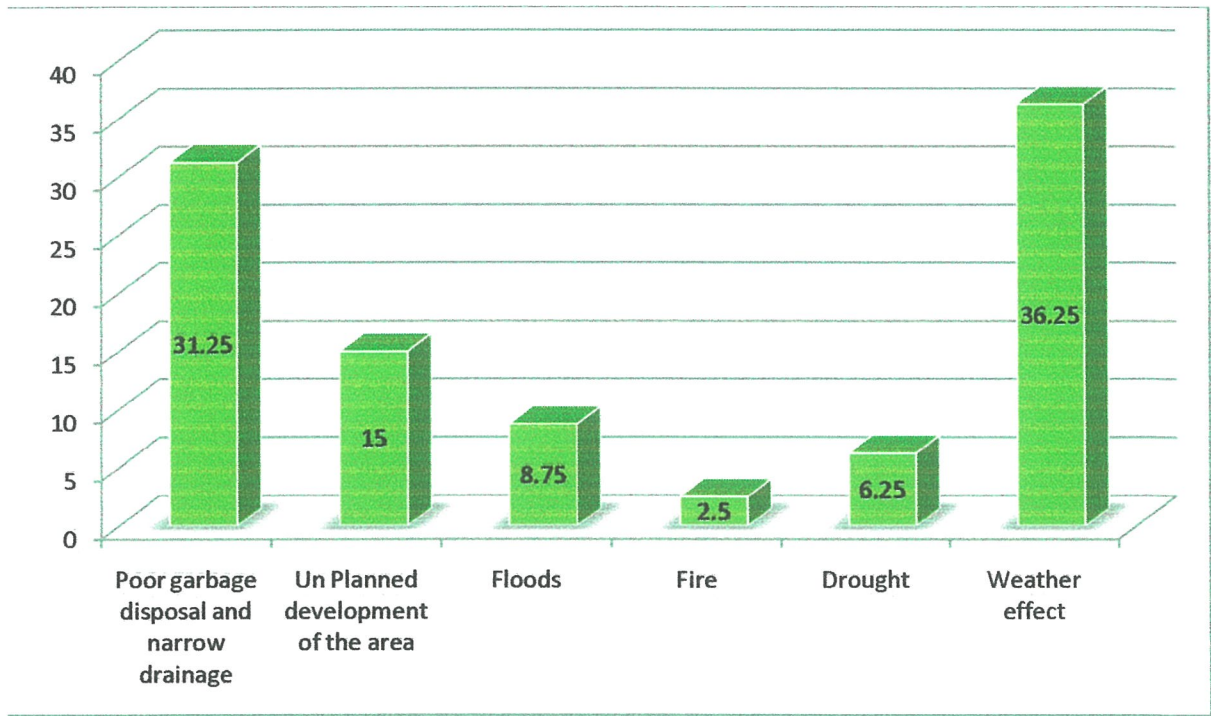 40
35
30
25
20
15
10
5
0
31.25
15
8.75
2.5
6.25
36.25
Poor garbage
disposal and
narrow
drainage
Un Planned
development
of the area
Floods
Fire
Drought
Weather
effect